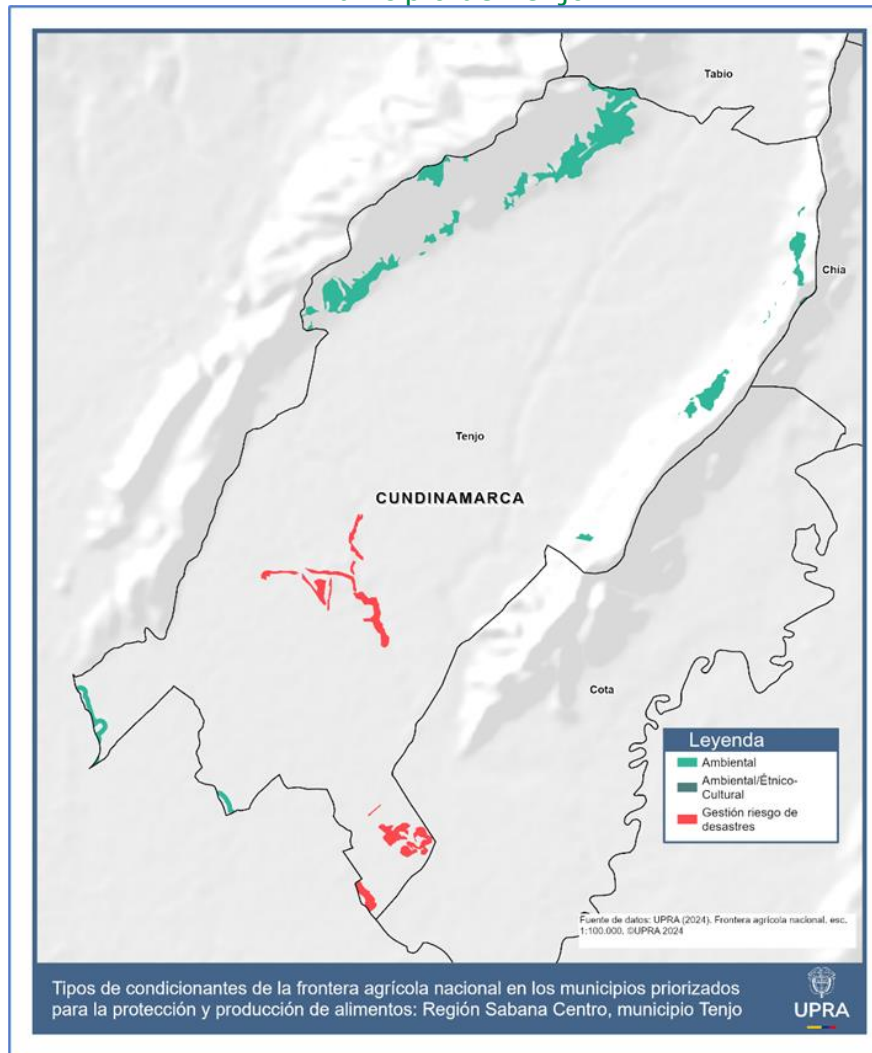 Tabio
Chía
Tenjo
CUNDINAMARCA
Cota
Leyenda
Ambiental
Ambiental/Étnico-
Cultural
Gestión riesgo de
desastres
Fuente de datos: UPRA (2024). Frontera agrícola nacional, esc.
1:100.000. ©UPRA 2024
Tipos de condicionantes de la frontera agrícola nacional en los municipios priorizados
para la protección y producción de alimentos: Región Sabana Centro, municipio Tenjo
UPRA